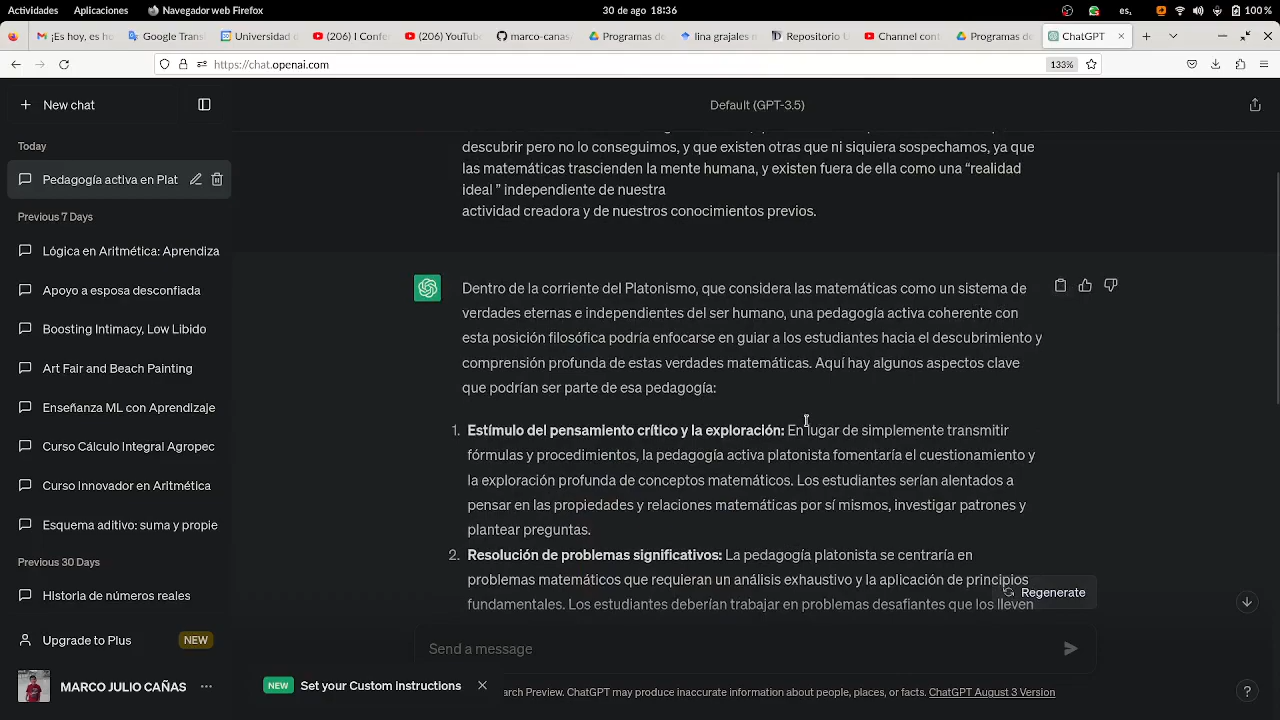 Actividades Aplicaciones Navegador web Firefox 30 de ago 18:36 es, 100 %
¡Es hoy, es ho Google Trans Universidad d (206) I Confer (206) YouTube marco-canas Programas de lina grajales m Repositorio U Channel cont Programas de ChatGPT
https://chat.openai.com 133%
New chat
Default (GPT-3.5)
Today
Pedagogía activa en Plat
Previous 7 Days
Lógica en Aritmética: Aprendiza
Apoyo a esposa desconfiada
Boosting Intimacy, Low Libido
Art Fair and Beach Painting
Enseñanza ML con Aprendizaje
Curso Cálculo Integral Agropec
Curso Innovador en Aritmética
Esquema aditivo: suma y propie
Previous 30 Days
Historia de números reales
Upgrade to Plus NEW
MARCO JULIO CAÑAS
descubrir pero no lo conseguimos, y que existen otras que ni siquiera sospechamos, ya que
las matemáticas trascienden la mente humana, y existen fuera de ella como una “realidad
ideal ” independiente de nuestra
actividad creadora y de nuestros conocimientos previos.
Dentro de la corriente del Platonismo, que considera las matemáticas como un sistema de
verdades eternas e independientes del ser humano, una pedagogía activa coherente con
esta posición filosófica podría enfocarse en guiar a los estudiantes hacia el descubrimiento y
comprensión profunda de estas verdades matemáticas. Aquí hay algunos aspectos clave
que podrían ser parte de esa pedagogía:
1. Estímulo del pensamiento crítico y la exploración: En lugar de simplemente transmitir
fórmulas y procedimientos, la pedagogía activa platonista fomentaría el cuestionamiento y
la exploración profunda de conceptos matemáticos. Los estudiantes serían alentados a
pensar en las propiedades y relaciones matemáticas por sí mismos, investigar patrones y
plantear preguntas.
2. Resolución de problemas significativos: La pedagogía platonista se centraría en
problemas matemáticos que requieran un análisis exhaustivo y la aplicación de principios
fundamentales. Los estudiantes deberían trabajar en problemas desafiantes que los lleven
Regenerate
Send a message
NEW Set your Custom Instructions
arch Preview. ChatGPT may produce inaccurate information about people, places, or facts. ChatGPT August 3 Version
?